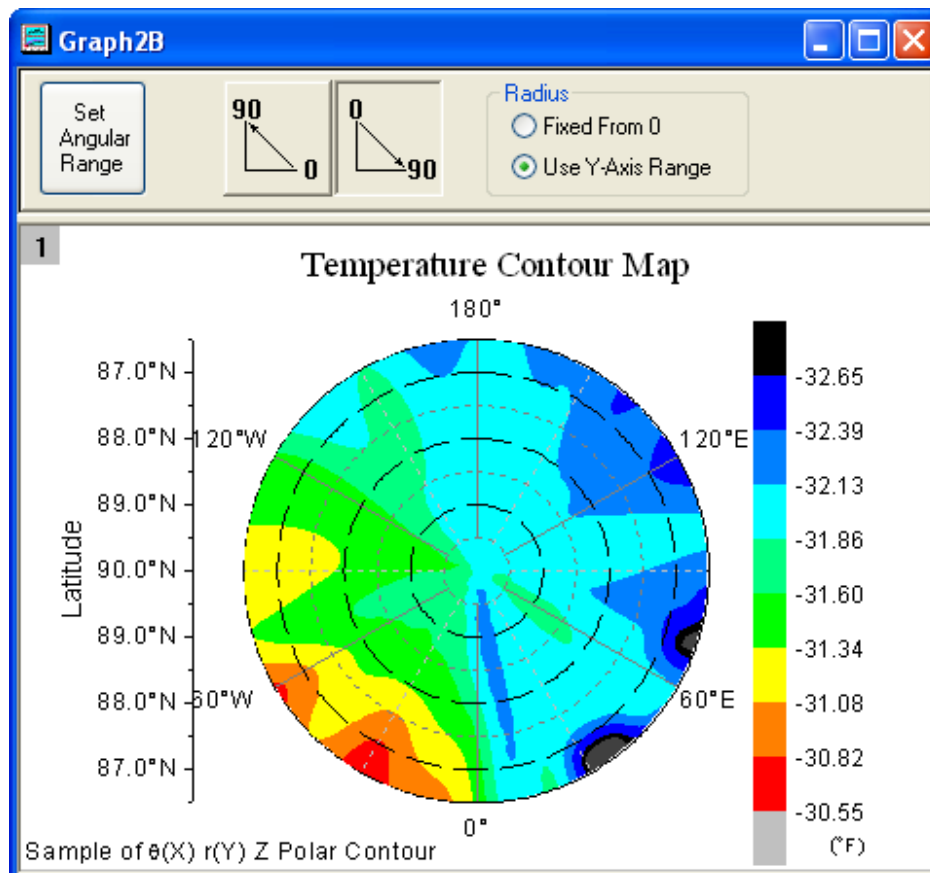 Graph2B
Set
Angular
Range
90
0
0
90
Radius
Fixed From 0
Use Y-Axis Range
1
Temperature Contour Map
180°
87.0°N
88.0°N
89.0°N
90.0°N
89.0°N
88.0°N
87.0°N
Latitude
120°W
120°E
60°W
60°E
0°
-32.65
-32.39
-32.13
-31.86
-31.60
-31.34
-31.08
-30.82
-30.55
(°F)
Sample of θ(X) r(Y) Z Polar Contour